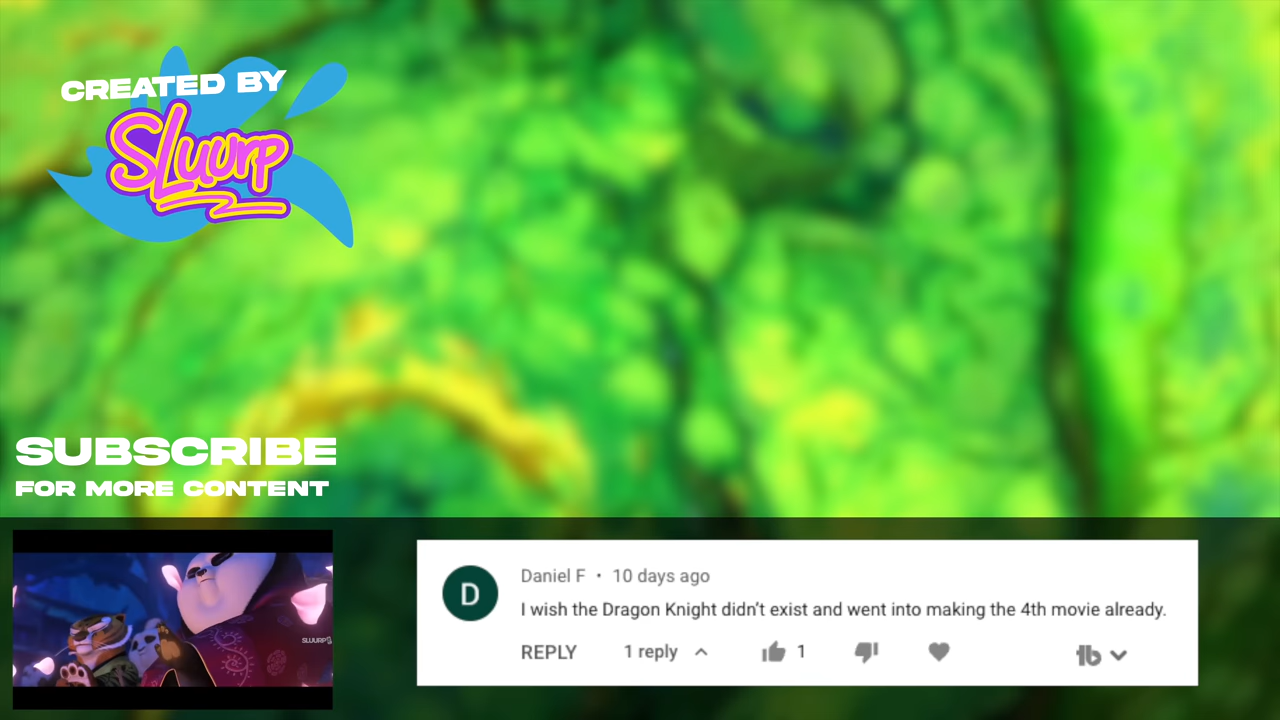 CREATED BY
SLuurp
SUBSCRIBE
FOR MORE CONTENT
SLUURP
D
Daniel F • 10 days ago
I wish the Dragon Knight didn't exist and went into making the 4th movie already.
REPLY 1 reply 1 tb